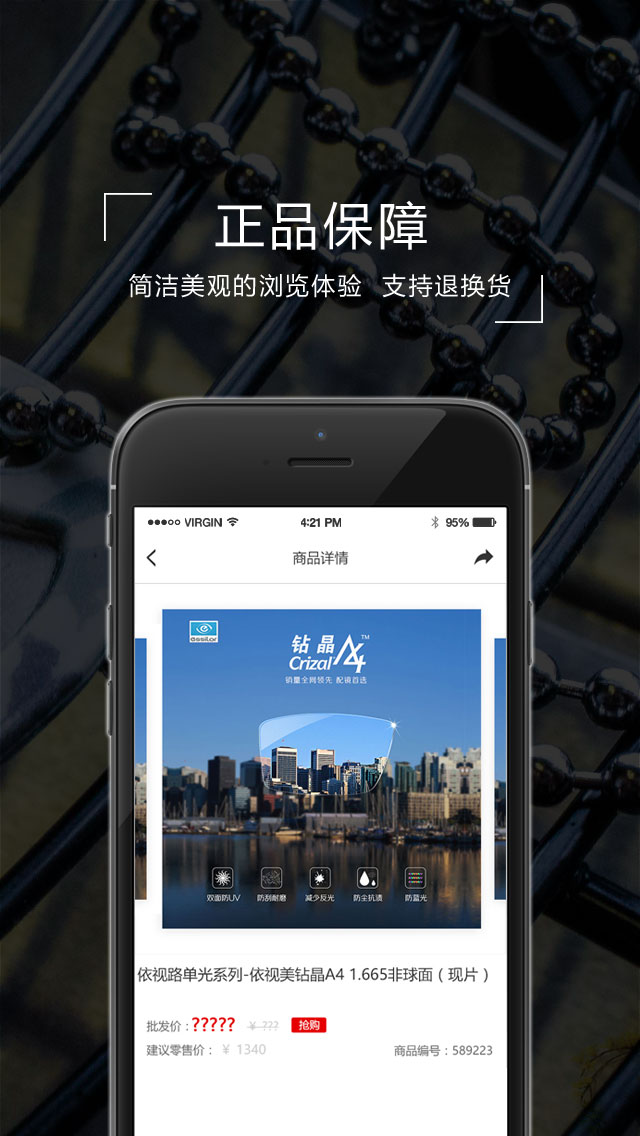 正品保障
简洁美观的浏览体验 支持退换货
VIRGIN 4:21 PM 95%
商品详情
essilor
钻晶A4™
Crizal
销量全网领先 配镜首选
双面防UV 防刮耐磨 减少反光 防尘抗渍 防蓝光
依视路单光系列-依视美钻晶A4 1.665非球面（现片）
批发价：????? ¥ ??? 抢购
建议零售价： ¥ 1340 商品编号：589223